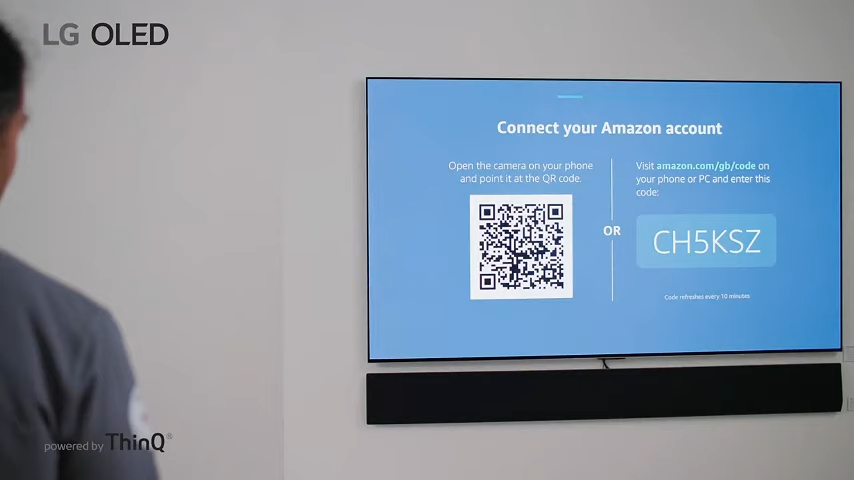 LG OLED
Connect your Amazon account
Open the camera on your phone
and point it at the QR code.
OR
Visit amazon.com/gb/code on
your phone or PC and enter this
code:
CH5KSZ
Code refreshes every 10 minutes
powered by ThinQ®